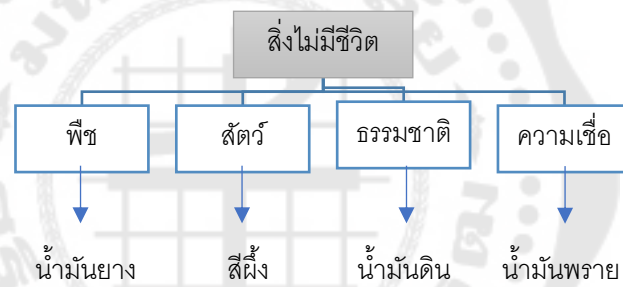 สิ่งไม่มีชีวิต
พืช
สัตว์
ธรรมชาติ
ความเชื่อ
น้ำมันยาง
สีผึ้ง
น้ำมันดิน
น้ำมันพราย